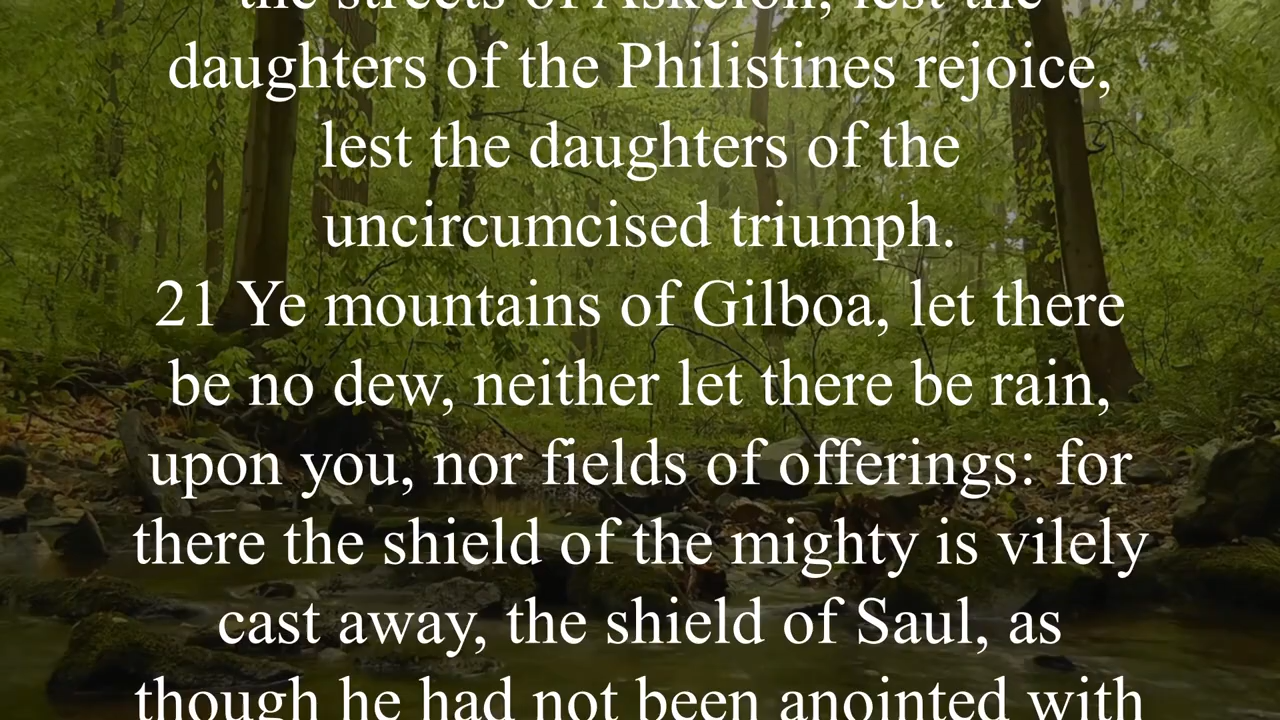 the streets of Askelon, lest the
daughters of the Philistines rejoice,
lest the daughters of the
uncircumcised triumph.
21 Ye mountains of Gilboa, let there
be no dew, neither let there be rain,
upon you, nor fields of offerings: for
there the shield of the mighty is vilely
cast away, the shield of Saul, as
though he had not been anointed with